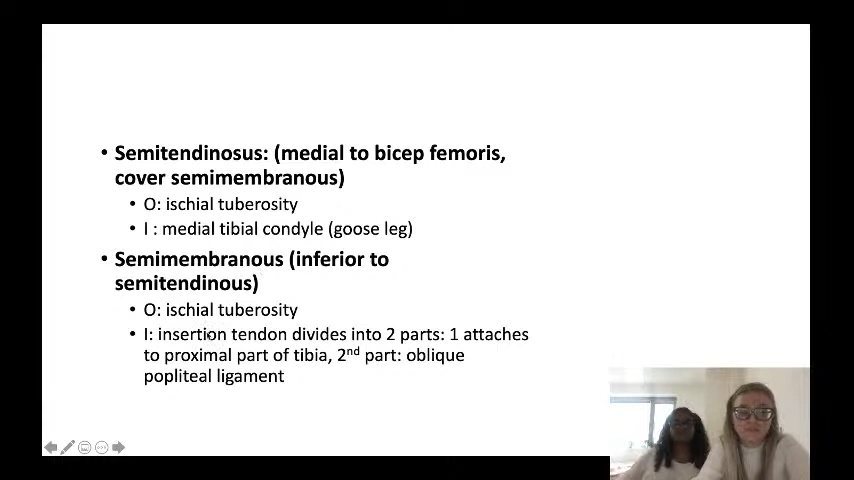 • Semitendinosus: (medial to bicep femoris,
cover semimembranous)
• O: ischial tuberosity
• I : medial tibial condyle (goose leg)
• Semimembranous (inferior to
semitendinous)
• O: ischial tuberosity
• I: insertion tendon divides into 2 parts: 1 attaches
to proximal part of tibia, 2nd part: oblique
popliteal ligament